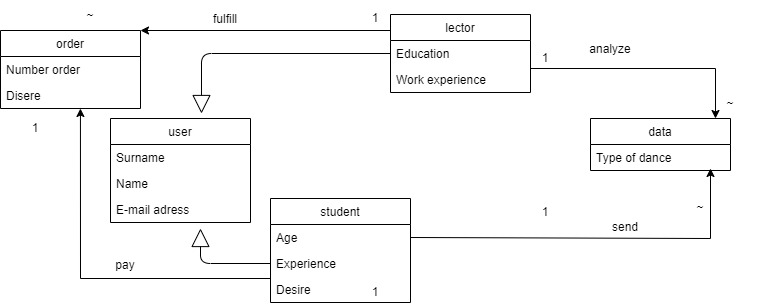 ~
fulfill
1
lector
order
Education
1
analyze
Number order
Work experience
Disere
~
1
user
data
Surname
Type of dance
Name
E-mail adress
student
1
~
Age
send
pay
Experience
Desire
1